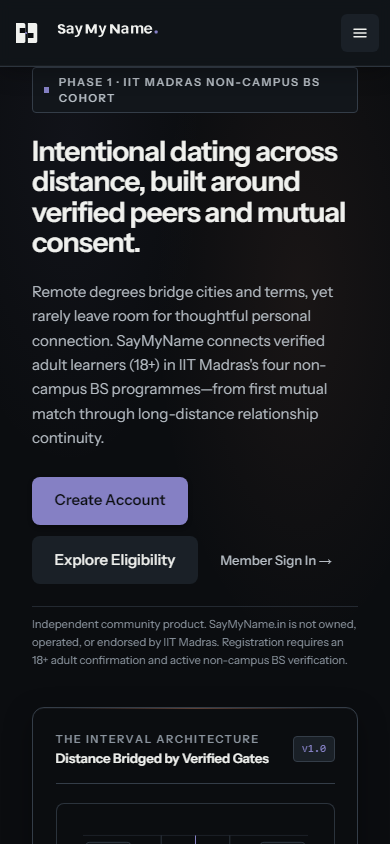 Say My Name.
PHASE 1 · IIT MADRAS NON-CAMPUS BS
COHORT
Intentional dating across
distance, built around
verified peers and mutual
consent.
Remote degrees bridge cities and terms, yet
rarely leave room for thoughtful personal
connection. SayMyName connects verified
adult learners (18+) in IIT Madras's four non-
campus BS programmes—from first mutual
match through long-distance relationship
continuity.
Create Account
Explore Eligibility
Member Sign In →
Independent community product. SayMyName.in is not owned,
operated, or endorsed by IIT Madras. Registration requires an
18+ adult confirmation and active non-campus BS verification.
THE INTERVAL ARCHITECTURE
Distance Bridged by Verified Gates
v1.0